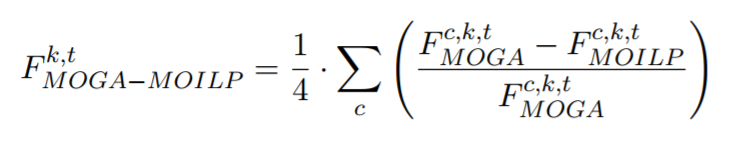 F^{k,t}_{MOGA−MOILP} = \frac{1}{4} \cdot \sum_{c} \left( \frac{F^{c,k,t}_{MOGA} − F^{c,k,t}_{MOILP}}{F^{c,k,t}_{MOGA}} \right)